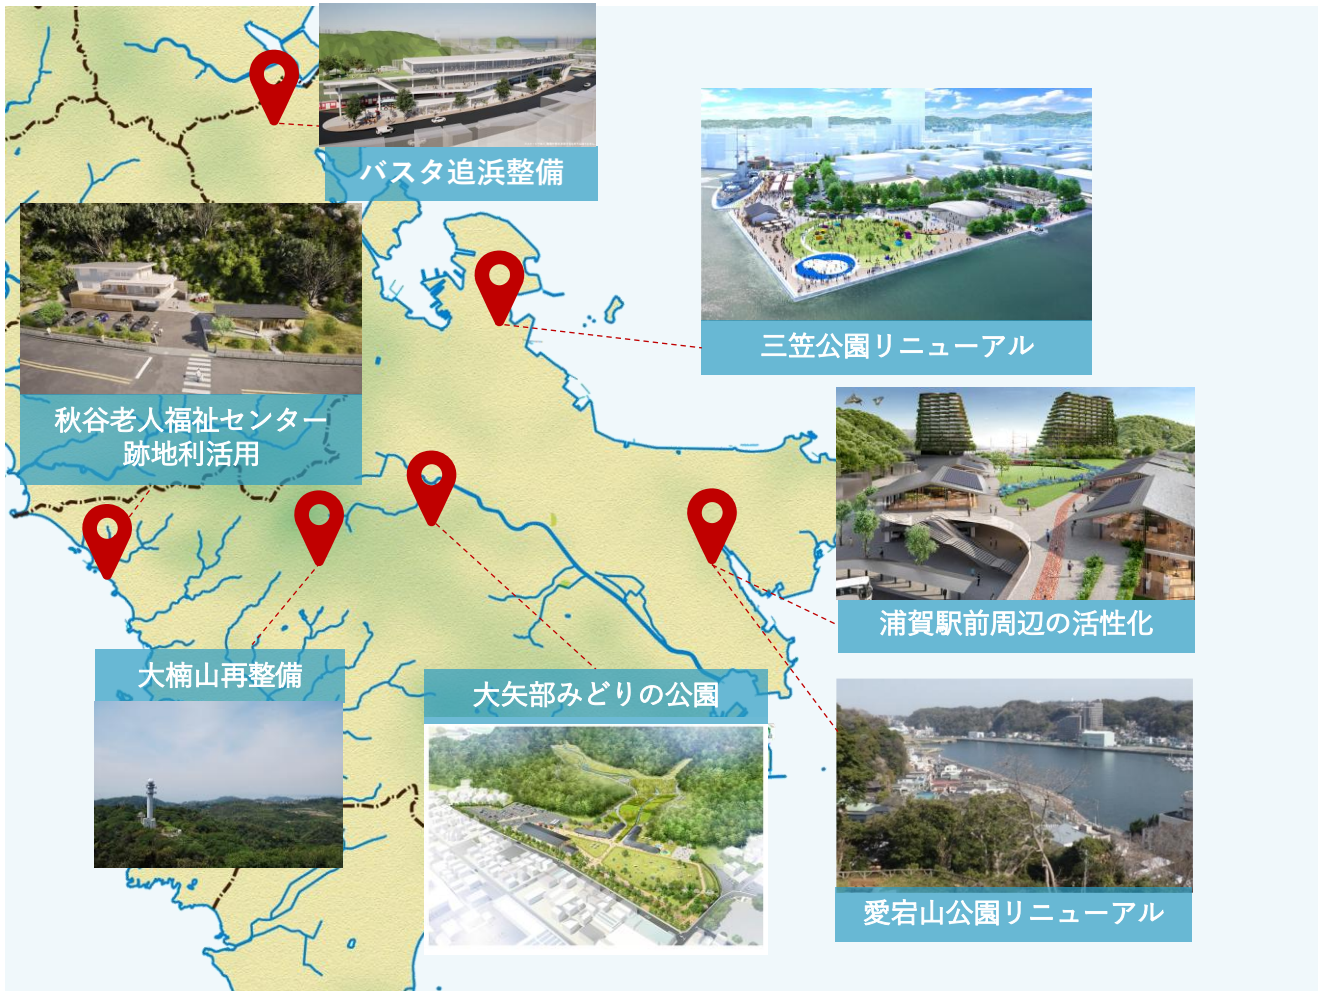 バスタ追浜整備
三笠公園リニューアル
秋谷老人福祉センター
跡地利活用
浦賀駅前周辺の活性化
大楠山再整備
大矢部みどりの公園
愛宕山公園リニューアル